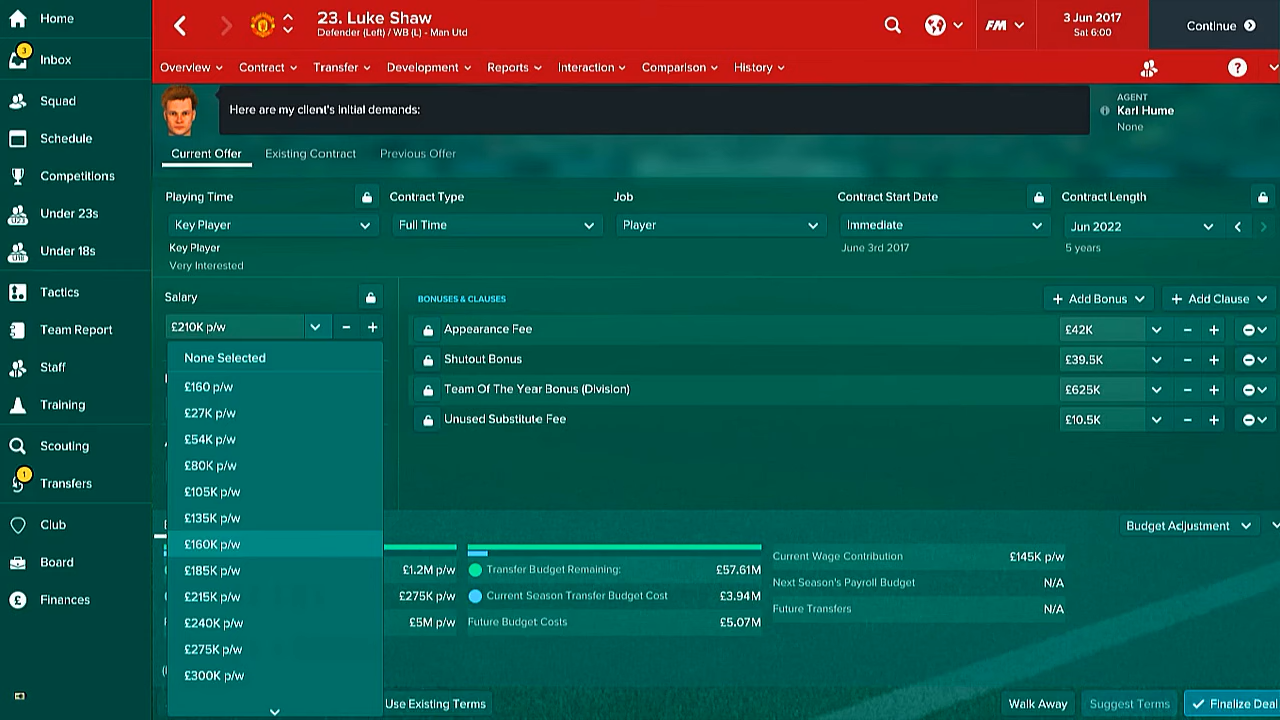 Home
Inbox
3
Squad
Schedule
Competitions
Under 23s
Under 18s
Tactics
Team Report
Staff
Training
Scouting
Transfers
1
Club
Board
Finances
23. Luke Shaw
Defender (Left) / WB (L) - Man Utd
FM
3 Jun 2017
Sat 6:00
Continue
Overview
Contract
Transfer
Development
Reports
Interaction
Comparison
History
?
Here are my client's initial demands:
AGENT
Karl Hume
None
Current Offer
Existing Contract
Previous Offer
Playing Time
Contract Type
Job
Contract Start Date
Contract Length
Key Player
Full Time
Player
Immediate
Jun 2022
Key Player
June 3rd 2017
5 years
Very Interested
Salary
BONUSES & CLAUSES
+ Add Bonus
+ Add Clause
£210K p/w
Appearance Fee
£42K
Shutout Bonus
£39.5K
Team Of The Year Bonus (Division)
£625K
Unused Substitute Fee
£10.5K
None Selected
£160 p/w
£27K p/w
£54K p/w
£80K p/w
£105K p/w
£135K p/w
£160K p/w
£185K p/w
£215K p/w
£240K p/w
£275K p/w
£300K p/w
Budget Adjustment
£1.2M p/w
£275K p/w
£5M p/w
Transfer Budget Remaining:
£57.61M
Current Season Transfer Budget Cost
£3.94M
Future Budget Costs
£5.07M
Current Wage Contribution
£145K p/w
Next Season's Payroll Budget
N/A
Future Transfers
N/A
Use Existing Terms
Walk Away
Suggest Terms
Finalize Deal